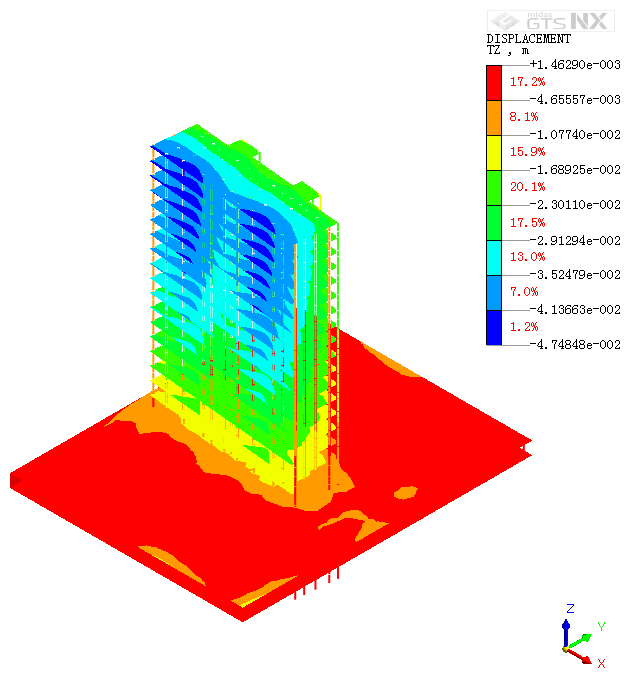 midas
GTS NX
DISPLACEMENT
TZ , m
+1.46290e-003
17.2%
-4.65557e-003
8.1%
-1.07740e-002
15.9%
-1.68925e-002
20.1%
-2.30110e-002
17.5%
-2.91294e-002
13.0%
-3.52479e-002
7.0%
-4.13663e-002
1.2%
-4.74848e-002
Z
Y
X